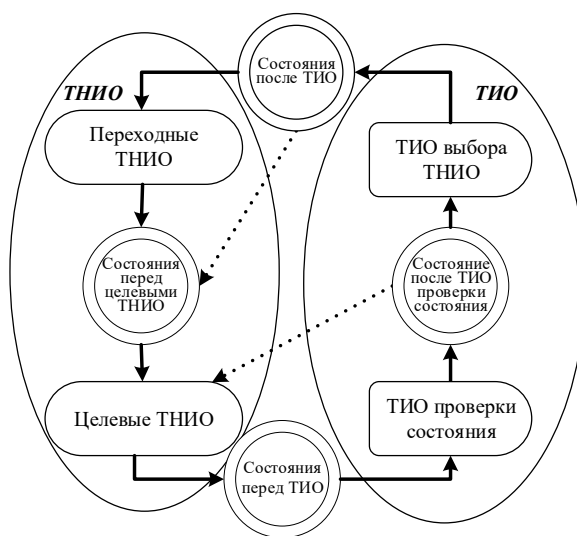 Состояния
после ТИО
ТНИО
ТИО
Переходные
ТНИО
ТИО выбора
ТНИО
Состояния
перед
целевыми
ТНИО
Состояние
после ТИО
проверки
состояния
Целевые ТНИО
ТИО проверки
состояния
Состояния
перед ТИО